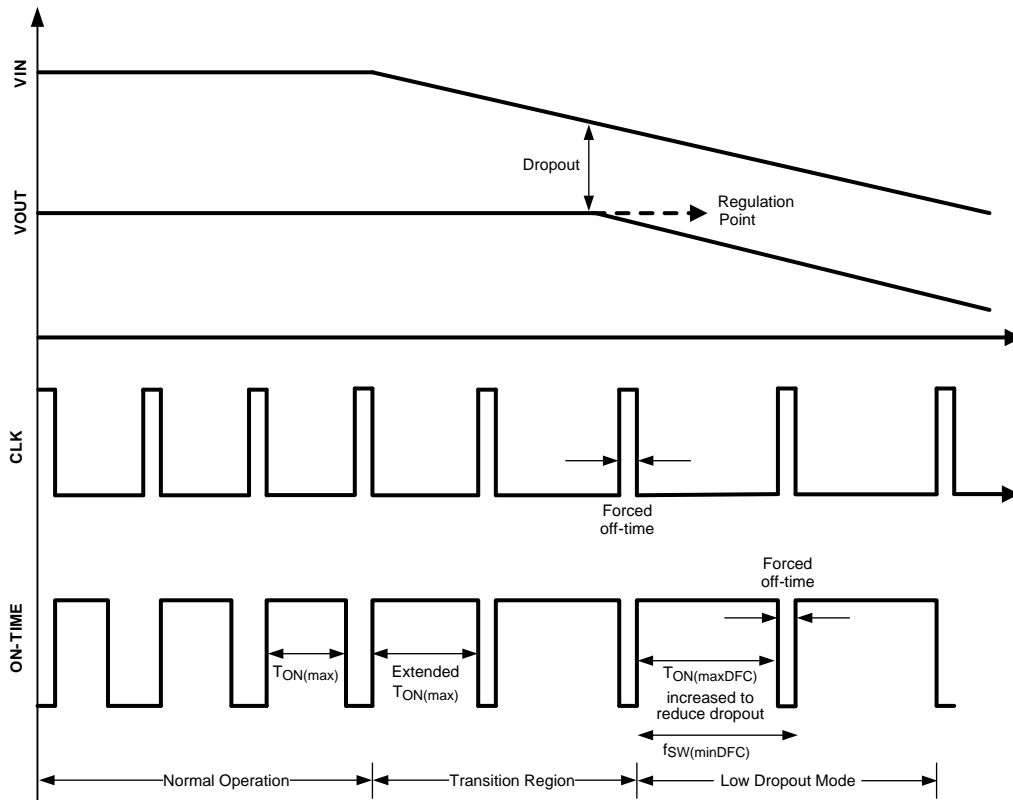 VIN
Dropout
VOUT
Regulation
Point
CLK
Forced
off-time
Forced
off-time
ON-TIME
TON(max)
Extended
TON(max)
TON(maxDFC)
increased to
reduce dropout
fSW(minDFC)
Normal Operation
Transition Region
Low Dropout Mode